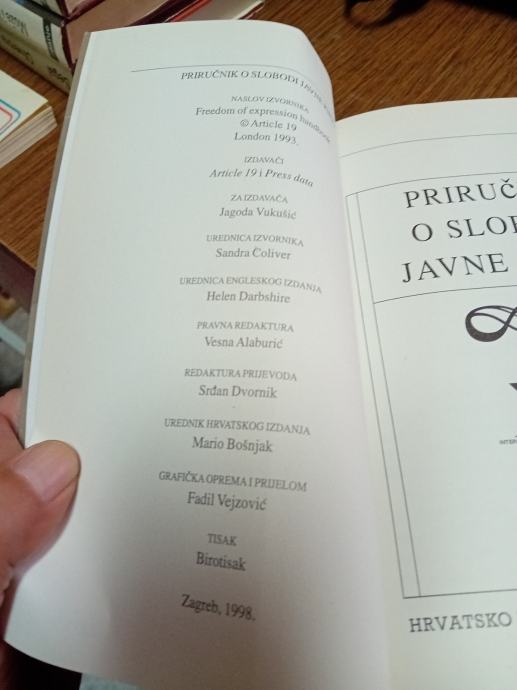 PRIRUČNIK O SLOBODI JAVNE
NASLOV IZVORNIKA
Freedom of expression handbook
© Article 19
London 1993.
IZDAVAČI
Article 19 i Press data
ZA IZDAVAČA
Jagoda Vukušić
UREDNICA IZVORNIKA
Sandra Čoliver
UREDNICA ENGLESKOG IZDANJA
Helen Darbshire
PRAVNA REDAKTURA
Vesna Alaburić
REDAKTURA PRIJEVODA
Srđan Dvornik
UREDNIK HRVATSKOG IZDANJA
Mario Bošnjak
GRAFIČKA OPREMA I PRIJELOM
Fadil Vejzović
TISAK
Birotisak
Zagreb, 1998.
PRIRUČ
O SLOB
JAVNE
INTER
HRVATSKO